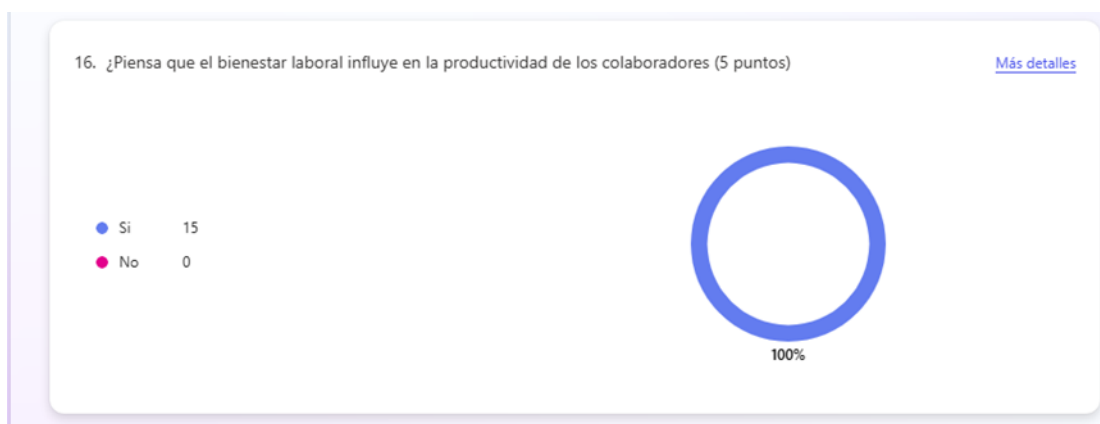 16. ¿Piensa que el bienestar laboral influye en la productividad de los colaboradores (5 puntos)
Más detalles
Si 15
No 0
100%